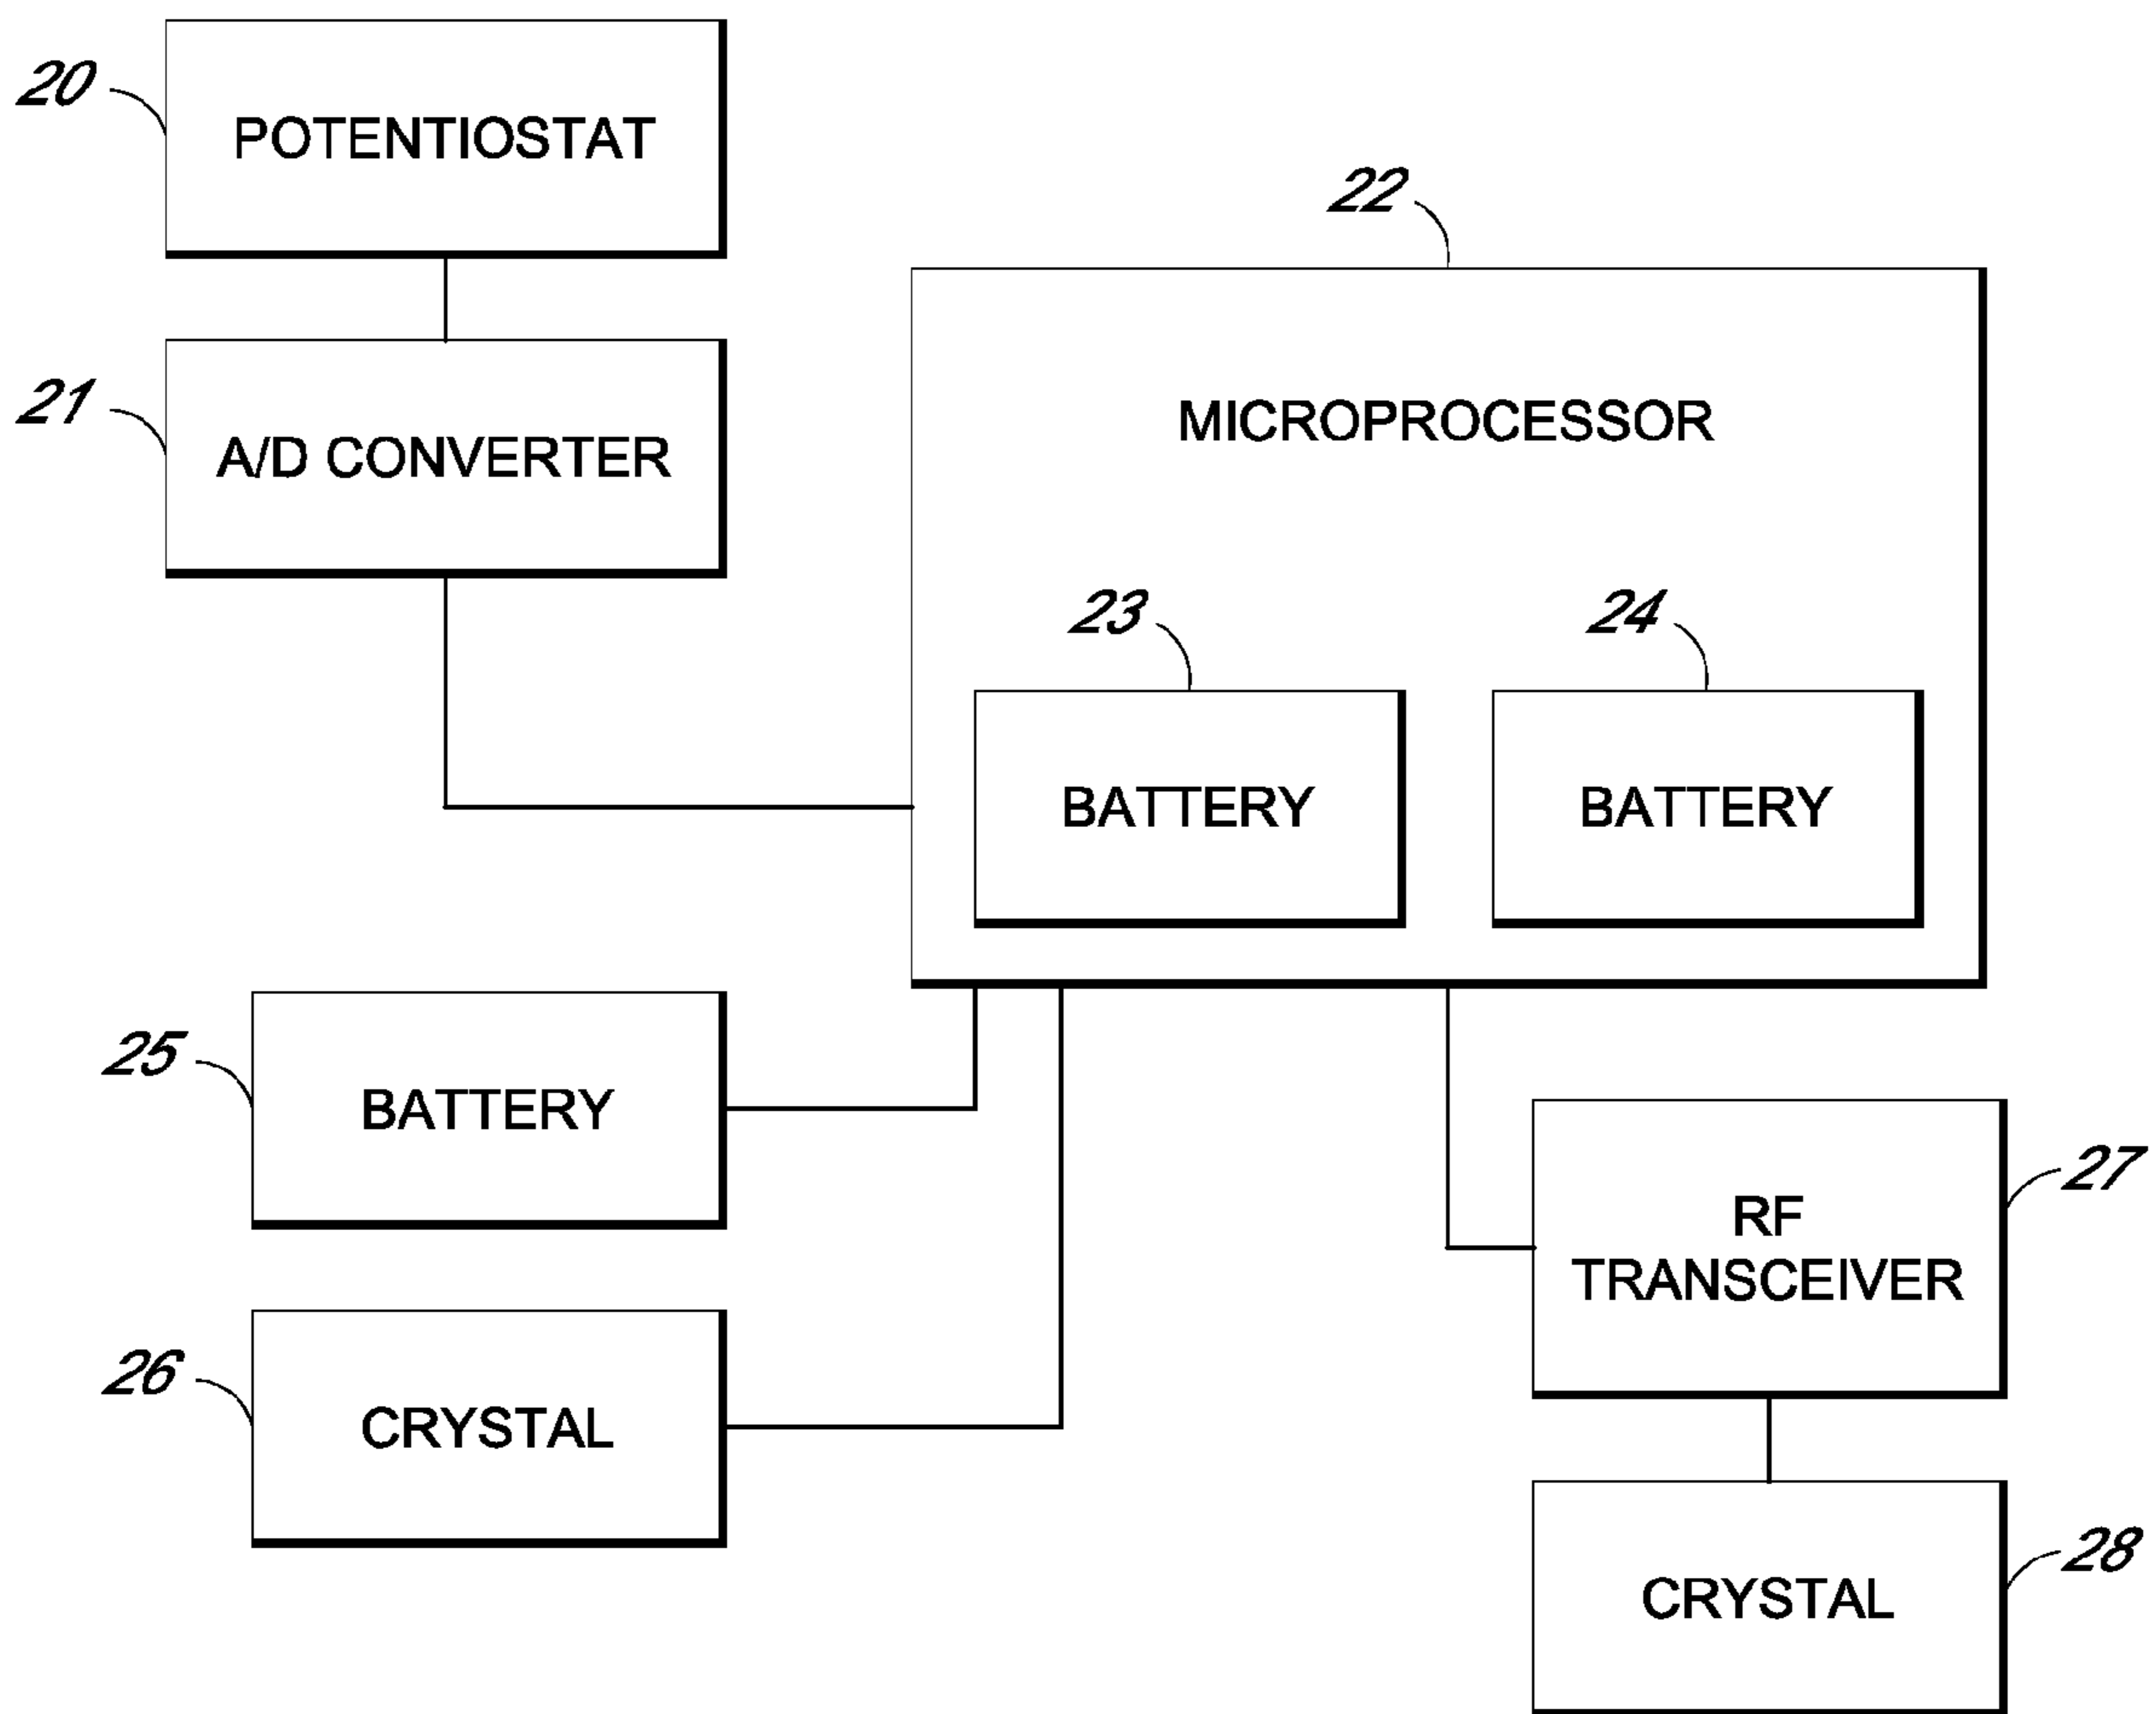 20
POTENTIOSTAT
21
A/D CONVERTER
22
MICROPROCESSOR
23
BATTERY
24
BATTERY
25
BATTERY
26
CRYSTAL
27
RF
TRANSCEIVER
28
CRYSTAL